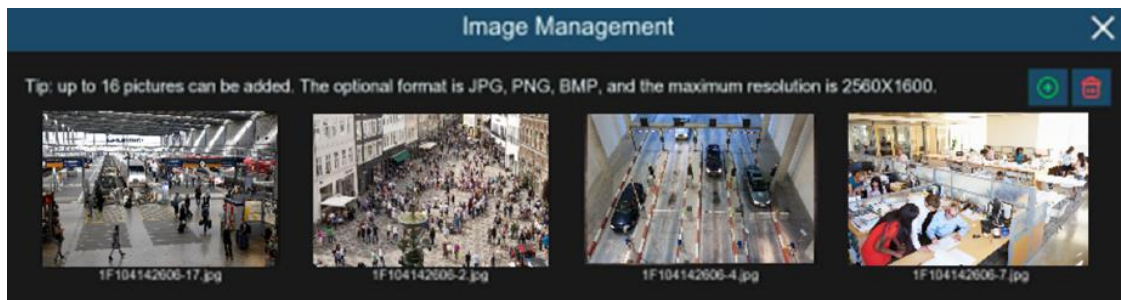 Image Management
Tip: up to 16 pictures can be added. The optional format is JPG, PNG, BMP, and the maximum resolution is 2560X1600.
1F104142606-17.jpg
1F104142606-2.jpg
1F104142606-4.jpg
1F104142606-7.jpg